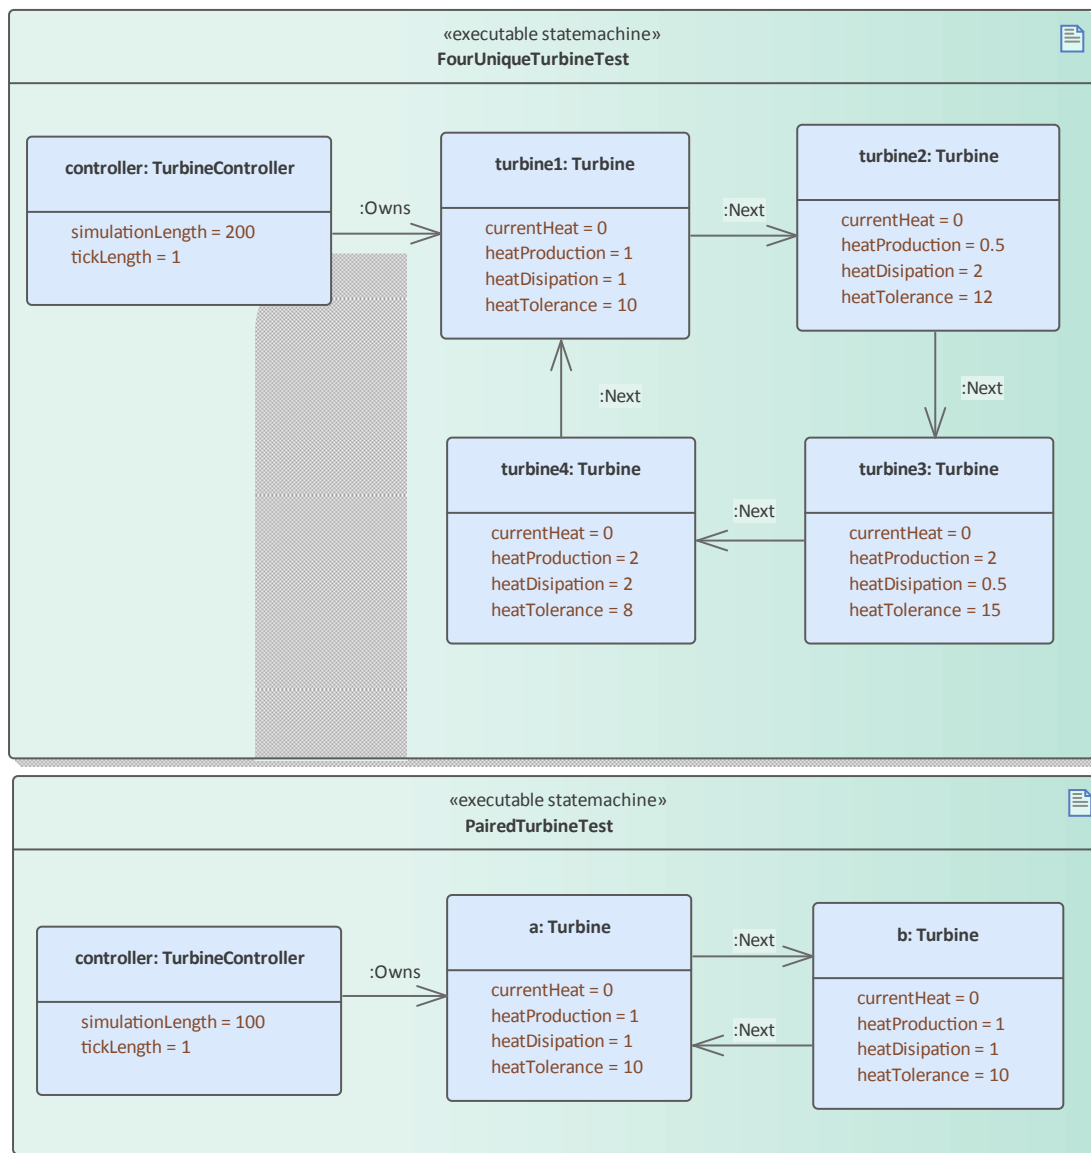 «executable statemachine»
FourUniqueTurbineTest
controller: TurbineController
simulationLength = 200
tickLength = 1
:Owns
turbine1: Turbine
currentHeat = 0
heatProduction = 1
heatDisipation = 1
heatTolerance = 10
:Next
turbine2: Turbine
currentHeat = 0
heatProduction = 0.5
heatDisipation = 2
heatTolerance = 12
:Next
:Next
turbine4: Turbine
currentHeat = 0
heatProduction = 2
heatDisipation = 2
heatTolerance = 8
:Next
turbine3: Turbine
currentHeat = 0
heatProduction = 2
heatDisipation = 0.5
heatTolerance = 15
«executable statemachine»
PairedTurbineTest
controller: TurbineController
simulationLength = 100
tickLength = 1
:Owns
a: Turbine
currentHeat = 0
heatProduction = 1
heatDisipation = 1
heatTolerance = 10
:Next
:Next
b: Turbine
currentHeat = 0
heatProduction = 1
heatDisipation = 1
heatTolerance = 10